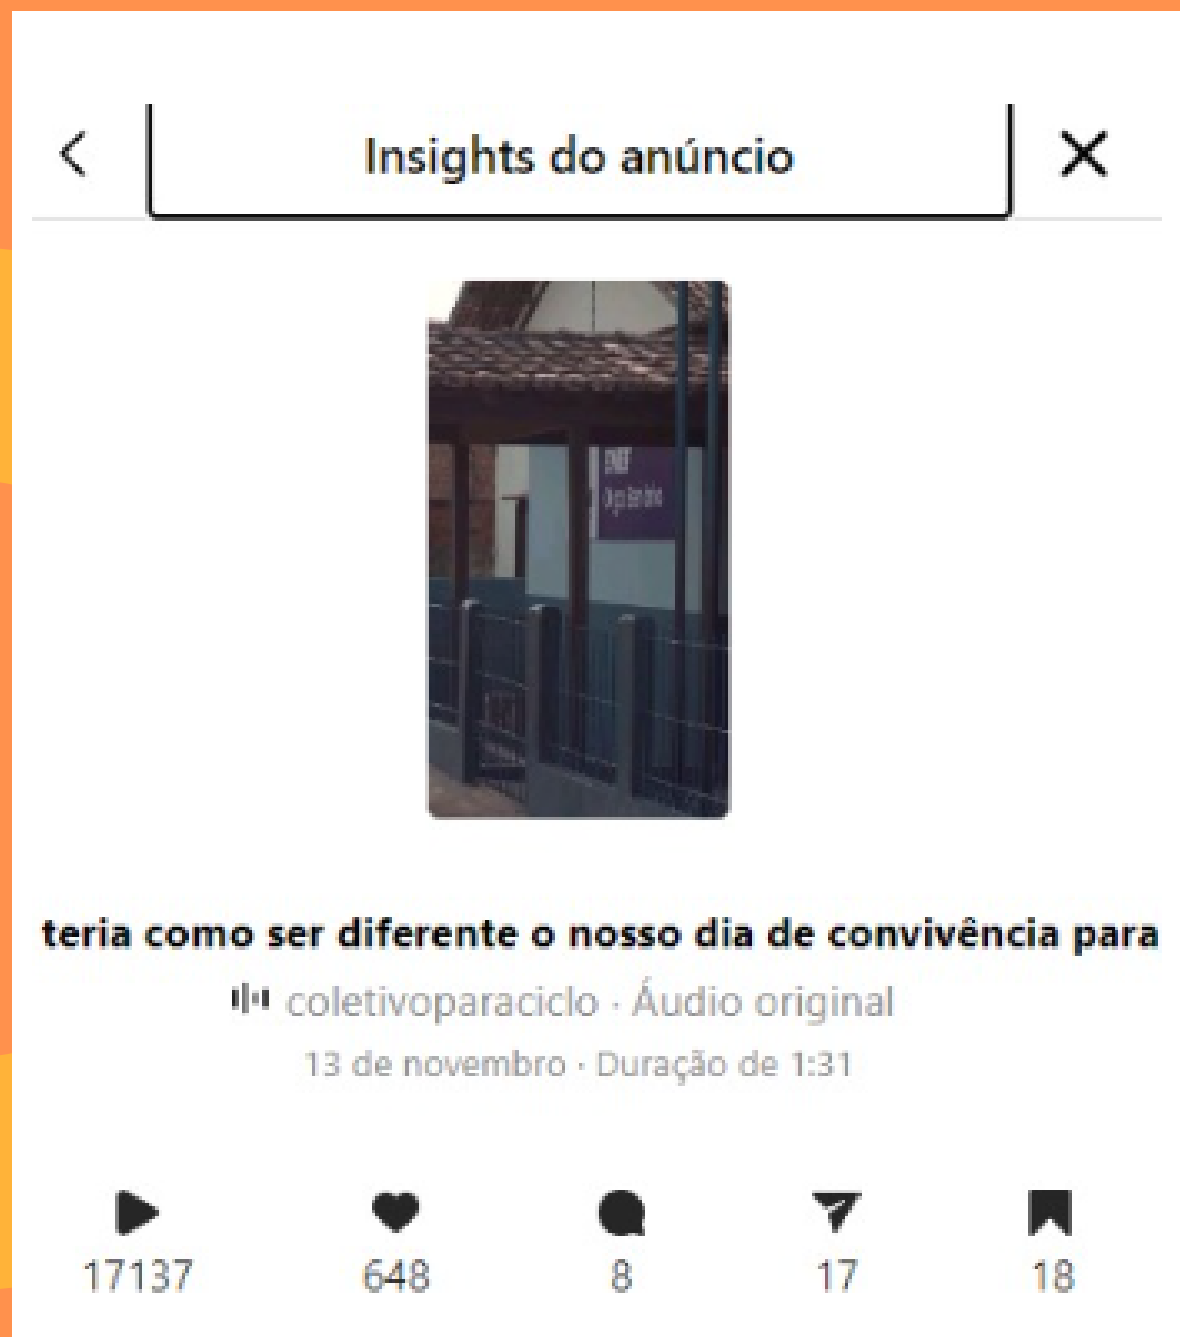 Insights do anúncio
teria como ser diferente o nosso dia de convivência para
coletivoparaciclo · Áudio original
13 de novembro · Duração de 1:31
17137 648 8 17 18